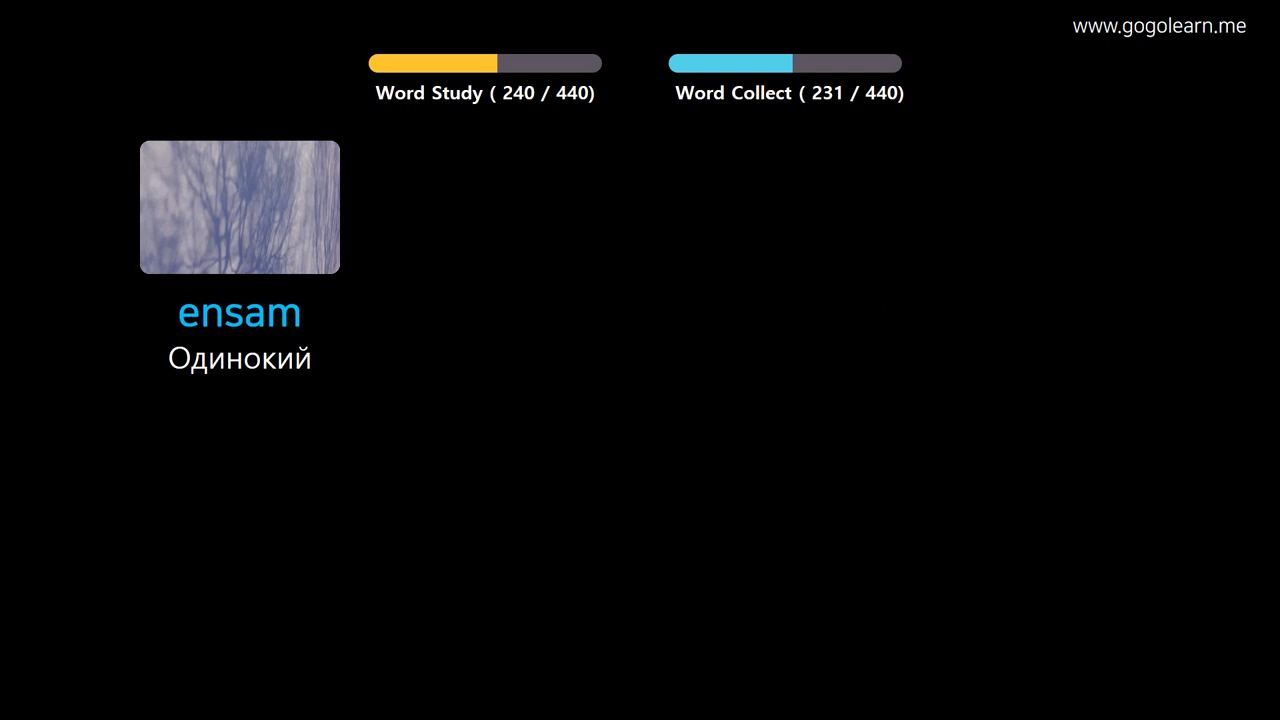 www.gogolearn.me
Word Study ( 240 / 440)
Word Collect ( 231 / 440)
ensam
Одинокий